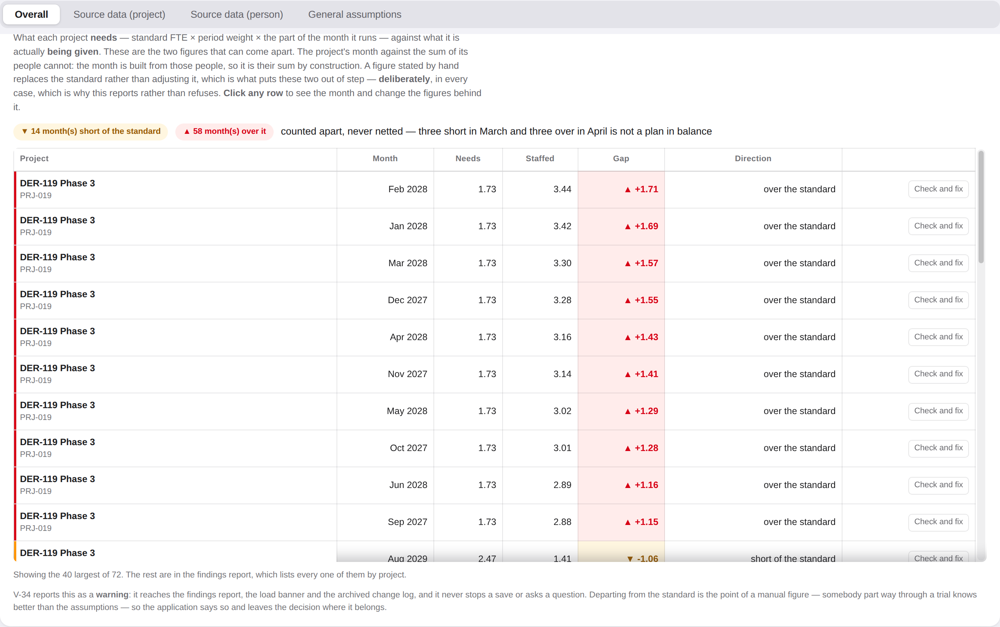 Overall Source data (project) Source data (person) General assumptions
What each project needs — standard FTE × period weight × the part of the month it runs — against what it is
actually being given. These are the two figures that can come apart. The project's month against the sum of its
people cannot: the month is built from those people, so it is their sum by construction. A figure stated by hand
replaces the standard rather than adjusting it, which is what puts these two out of step — deliberately, in every
case, which is why this reports rather than refuses. Click any row to see the month and change the figures behind
it.
▼ 14 month(s) short of the standard ▲ 58 month(s) over it counted apart, never netted — three short in March and three over in April is not a plan in balance
Project Month Needs Staffed Gap Direction
DER-119 Phase 3
PRJ-019
Feb 2028 1.73 3.44 ▲ +1.71 over the standard Check and fix
DER-119 Phase 3
PRJ-019
Jan 2028 1.73 3.42 ▲ +1.69 over the standard Check and fix
DER-119 Phase 3
PRJ-019
Mar 2028 1.73 3.30 ▲ +1.57 over the standard Check and fix
DER-119 Phase 3
PRJ-019
Dec 2027 1.73 3.28 ▲ +1.55 over the standard Check and fix
DER-119 Phase 3
PRJ-019
Apr 2028 1.73 3.16 ▲ +1.43 over the standard Check and fix
DER-119 Phase 3
PRJ-019
Nov 2027 1.73 3.14 ▲ +1.41 over the standard Check and fix
DER-119 Phase 3
PRJ-019
May 2028 1.73 3.02 ▲ +1.29 over the standard Check and fix
DER-119 Phase 3
PRJ-019
Oct 2027 1.73 3.01 ▲ +1.28 over the standard Check and fix
DER-119 Phase 3
PRJ-019
Jun 2028 1.73 2.89 ▲ +1.16 over the standard Check and fix
DER-119 Phase 3
PRJ-019
Sep 2027 1.73 2.88 ▲ +1.15 over the standard Check and fix
DER-119 Phase 3
Aug 2029 2.47 1.41 ▼ -1.06 short of the standard Check and fix
Showing the 40 largest of 72. The rest are in the findings report, which lists every one of them by project.
V-34 reports this as a warning: it reaches the findings report, the load banner and the archived change log, and it never stops a save or asks a question. Departing from the standard is the point of a manual figure — somebody part way through a trial knows
better than the assumptions — so the application says so and leaves the decision where it belongs.